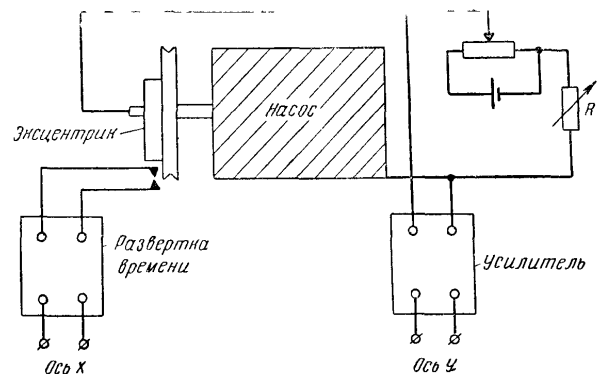 Насос
R
Эксцентрик
Развертка
времени
Усилитель
Ось X
Ось У